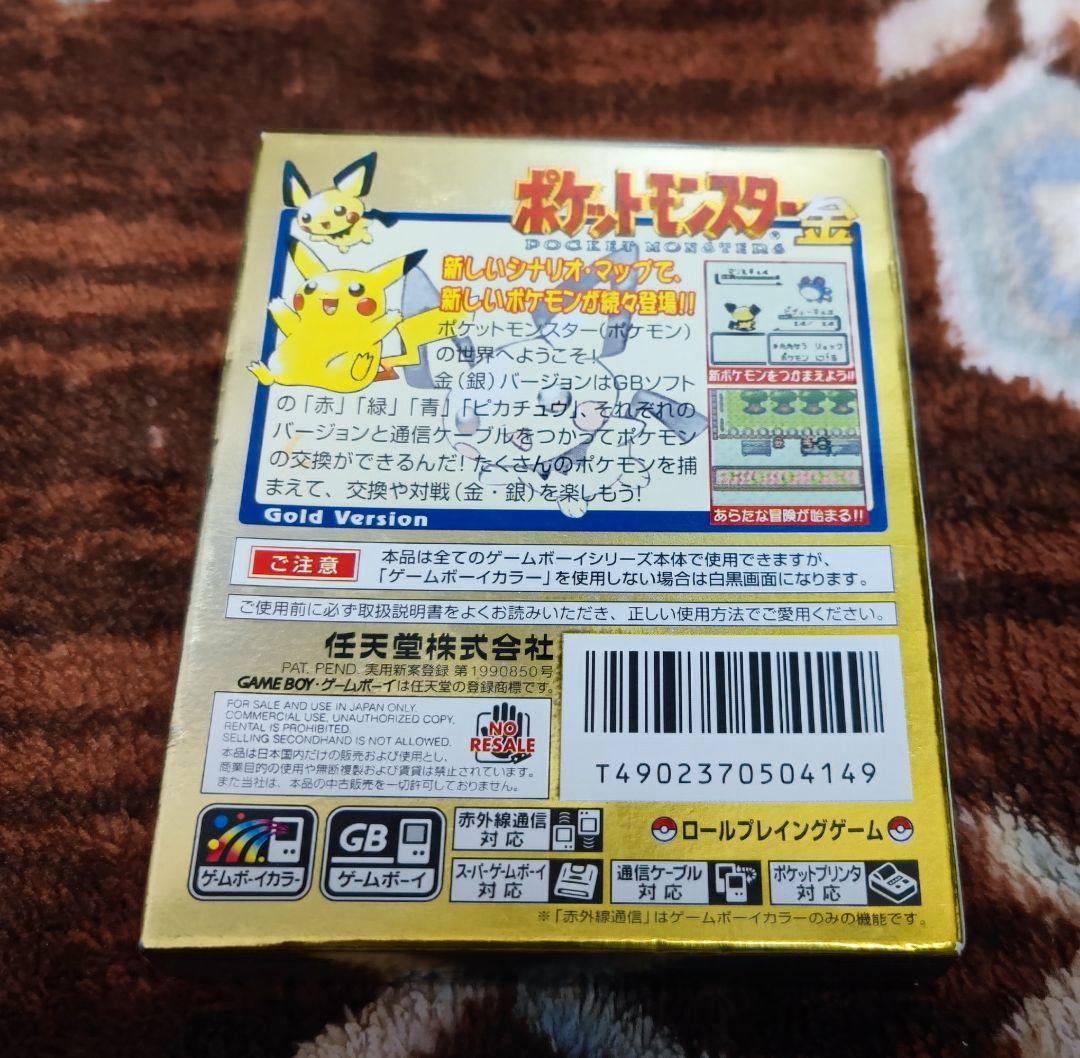 ポケットモンスター金
POCKET MONSTERS
新しいシナリオ・マップで、
新しいポケモンが続々登場!!
ポケットモンスター(ポケモン)
の世界へようこそ!
金(銀)バージョンはGBソフト
の「赤」「緑」「青」「ピカチュウ」、それぞれの
バージョンと通信ケーブルをつかってポケモン
の交換ができるんだ!たくさんのポケモンを捕
まえて、交換や対戦(金・銀)を楽しもう!
新ポケモンをつかまえよう!!
あらたな冒険が始まる!!
Gold Version
ご注意
本品は全てのゲームボーイシリーズ本体で使用できますが、
「ゲームボーイカラー」を使用しない場合は白黒画面になります。
ご使用前に必ず取扱説明書をよくお読みいただき、正しい使用方法でご愛用ください。
任天堂株式会社
PAT. PEND. 実用新案登録 第1990850号
GAME BOY・ゲームボーイは任天堂の登録商標です。
FOR SALE AND USE IN JAPAN ONLY.
COMMERCIAL USE, UNAUTHORIZED COPY,
RENTAL IS PROHIBITED.
SELLING SECONDHAND IS NOT ALLOWED.
本品は日本国内だけの販売および使用とし、
商業目的の使用や無断複製および賃貸は禁止されています。
また当社は、本品の中古販売を一切許可しておりません。
NO
RESALE
T4902370504149
ロールプレイングゲーム
ゲームボーイカラー
GB
ゲームボーイ
赤外線通信
対応
スーパーゲームボーイ
対応
通信ケーブル
対応
ポケットプリンタ
対応
※「赤外線通信」はゲームボーイカラーのみの機能です。